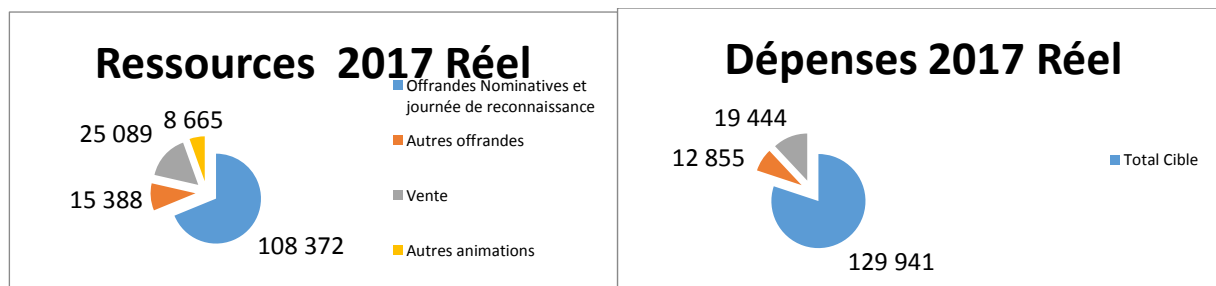 Ressources  2017 Réel
Offrandes Nominatives et
journée de reconnaissance
8 665
25 089
Autres offrandes
15 388
Vente
108 372
Autres animations
Dépenses 2017 Réel
19 444
12 855
Total Cible
129 941